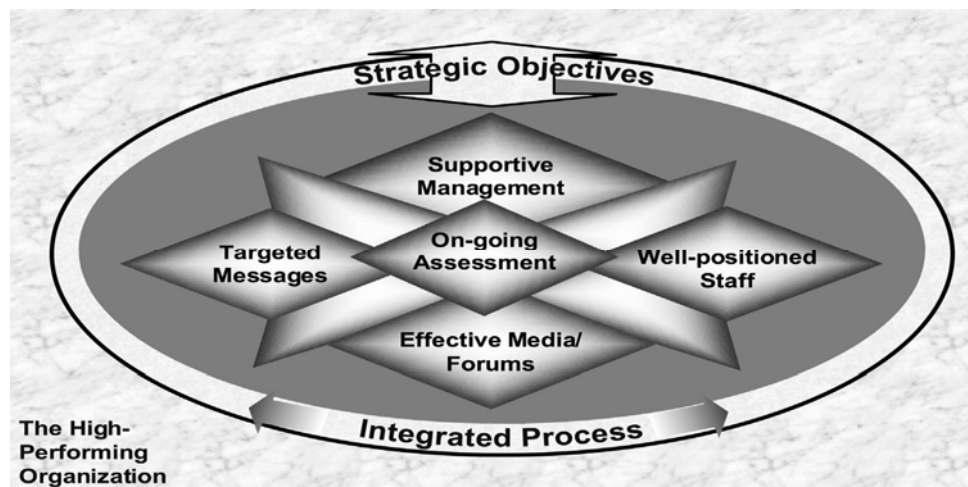 Strategic Objectives
Supportive
Management
Targeted
Messages
On-going
Assessment
Well-positioned
Staff
Effective Media/
Forums
Integrated Process
The High-
Performing
Organization